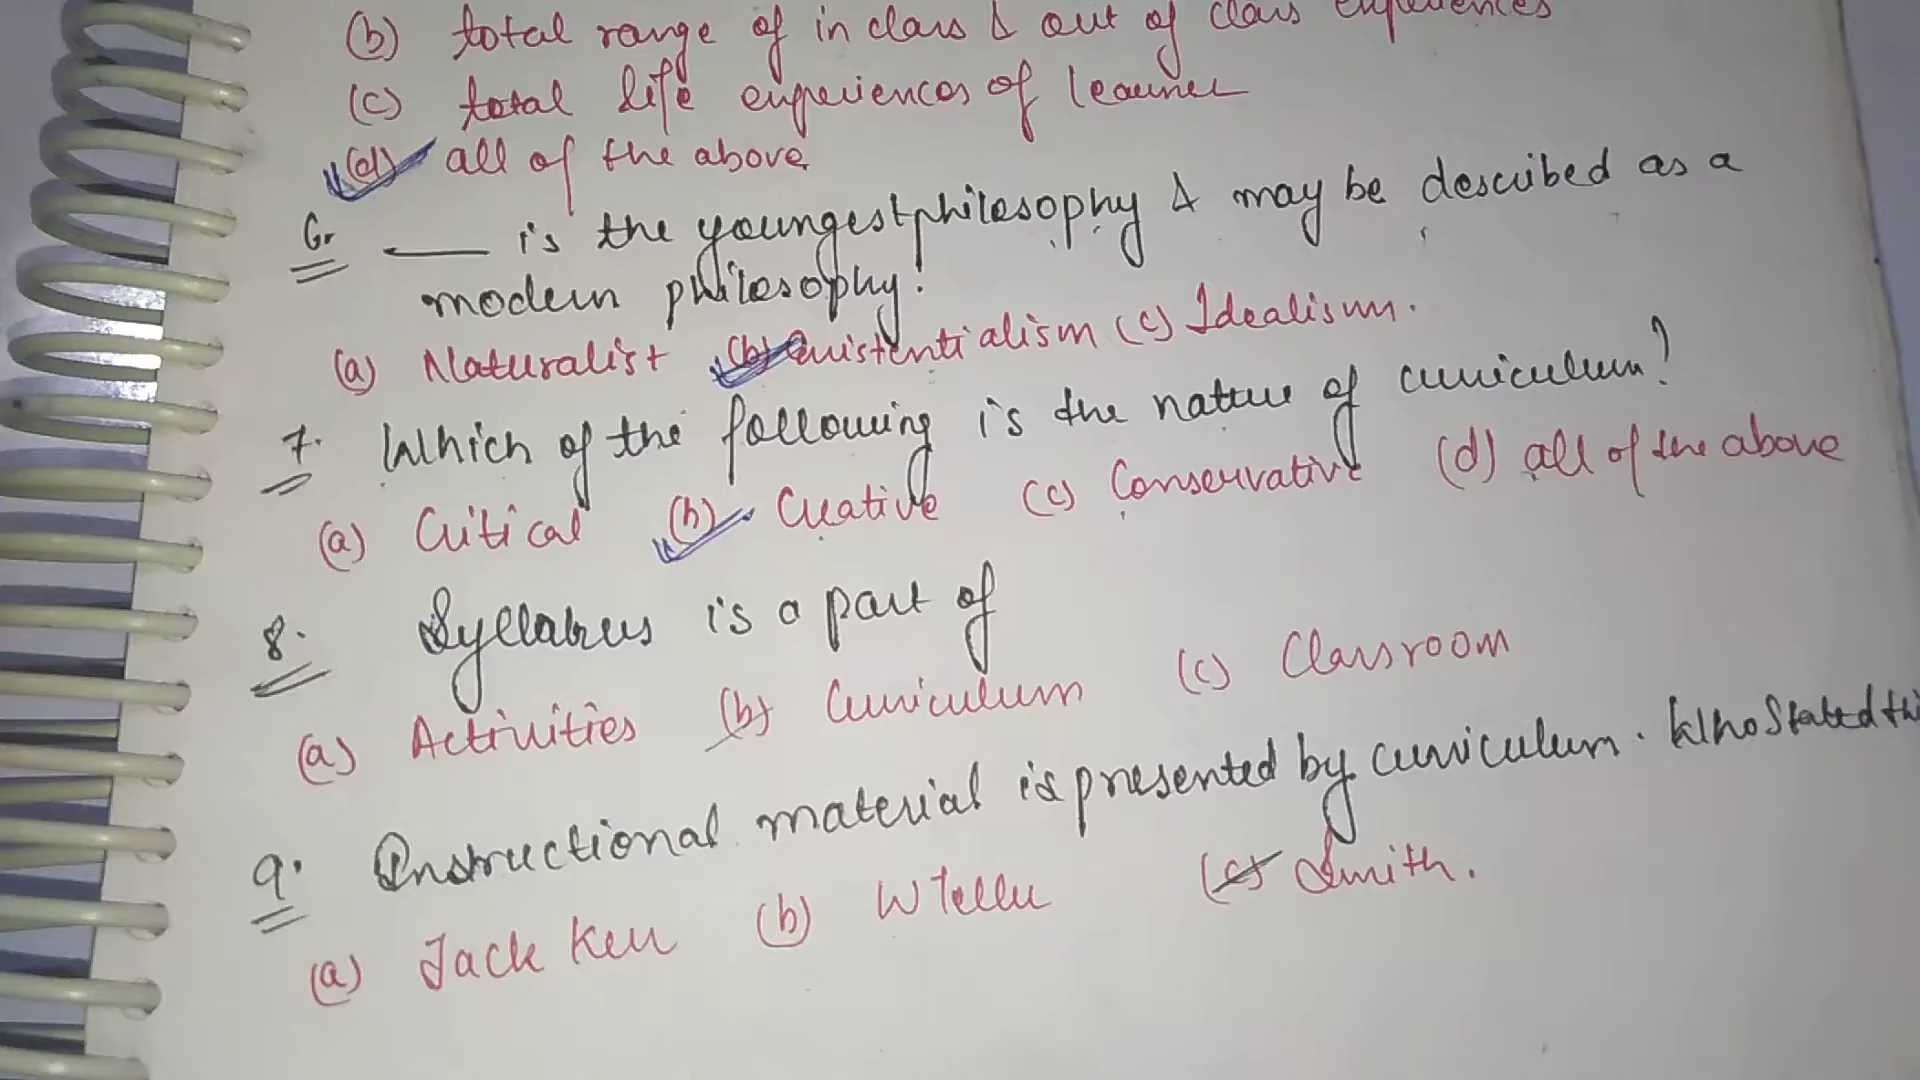 (b) total range of in class & out of class experiences
(c) total life experiences of learner
(d) all of the above
6. ___ is the youngest philosophy & may be described as a
modern philosophy!
(a) Naturalist (b) Existentialism (c) Idealism.
7. Which of the following is the nature of curriculum?
(a) Critical (b) Creative (c) Conservative (d) all of the above
8. Syllabus is a part of
(a) Activities (b) Curriculum (c) Classroom
9. Instructional material is presented by curriculum. Who Stated thi
(a) Jack Kerr (b) W Teller (c) Smith.